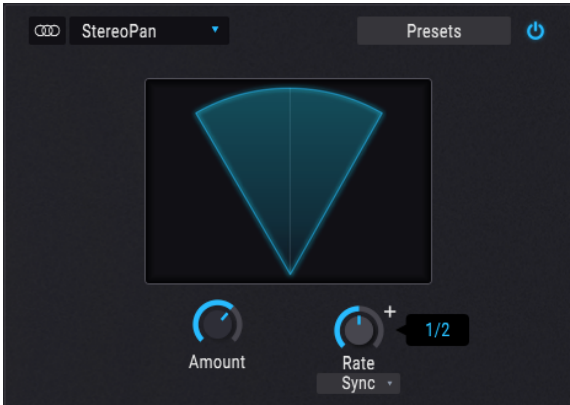 StereoPan
Presets
Amount
Rate
1/2
Sync